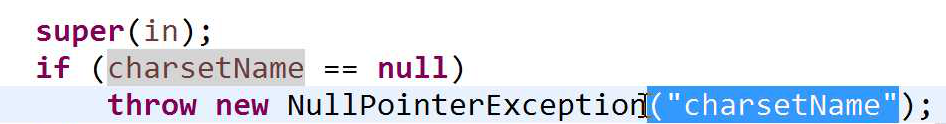 super(in);
if (charsetName == null)
throw new NullPointerException("charsetName");